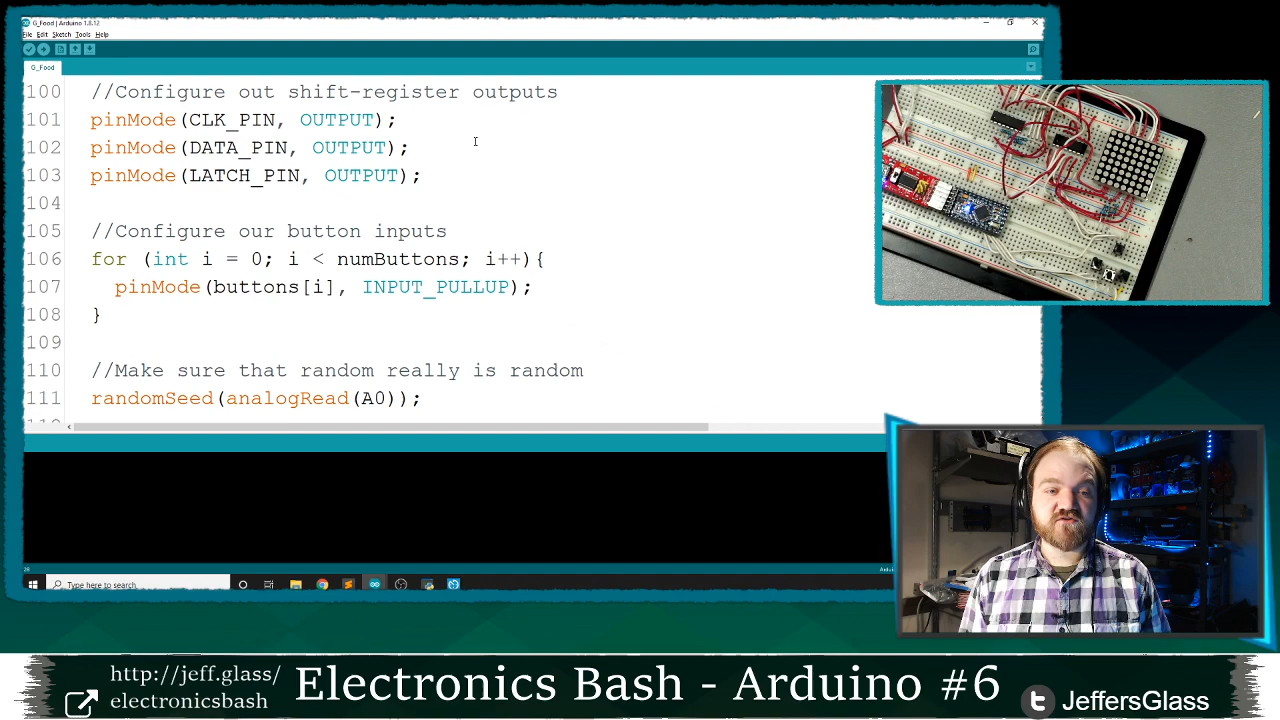 G_Food | Arduino 1.8.12
File Edit Sketch Tools Help
G_Food
100 //Configure out shift-register outputs
101 pinMode(CLK_PIN, OUTPUT);
102 pinMode(DATA_PIN, OUTPUT);
103 pinMode(LATCH_PIN, OUTPUT);
104
105 //Configure our button inputs
106 for (int i = 0; i < numButtons; i++){
107 pinMode(buttons[i], INPUT_PULLUP);
108 }
109
110 //Make sure that random really is random
111 randomSeed(analogRead(A0));
Type here to search
http://jeff.glass/
electronicsbash
Electronics Bash - Arduino #6
JeffersGlass